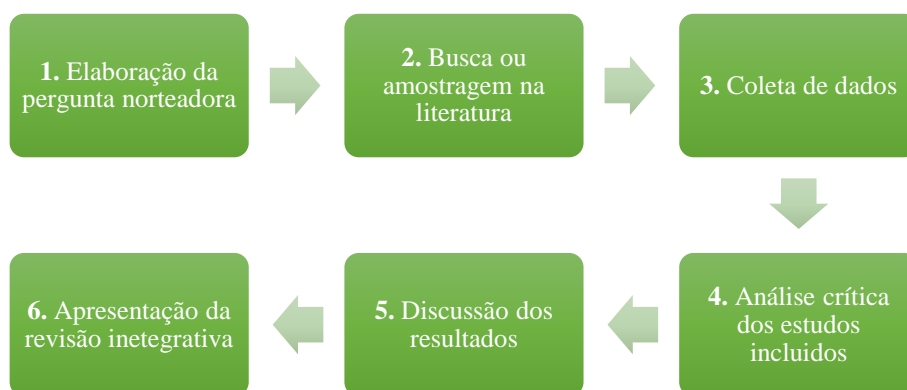 1. Elaboração da
pergunta norteadora
2. Busca ou
amostragem na
literatura
3. Coleta de dados
4. Análise crítica
dos estudos
incluidos
5. Discussão dos
resultados
6. Apresentação da
revisão inetegrativa